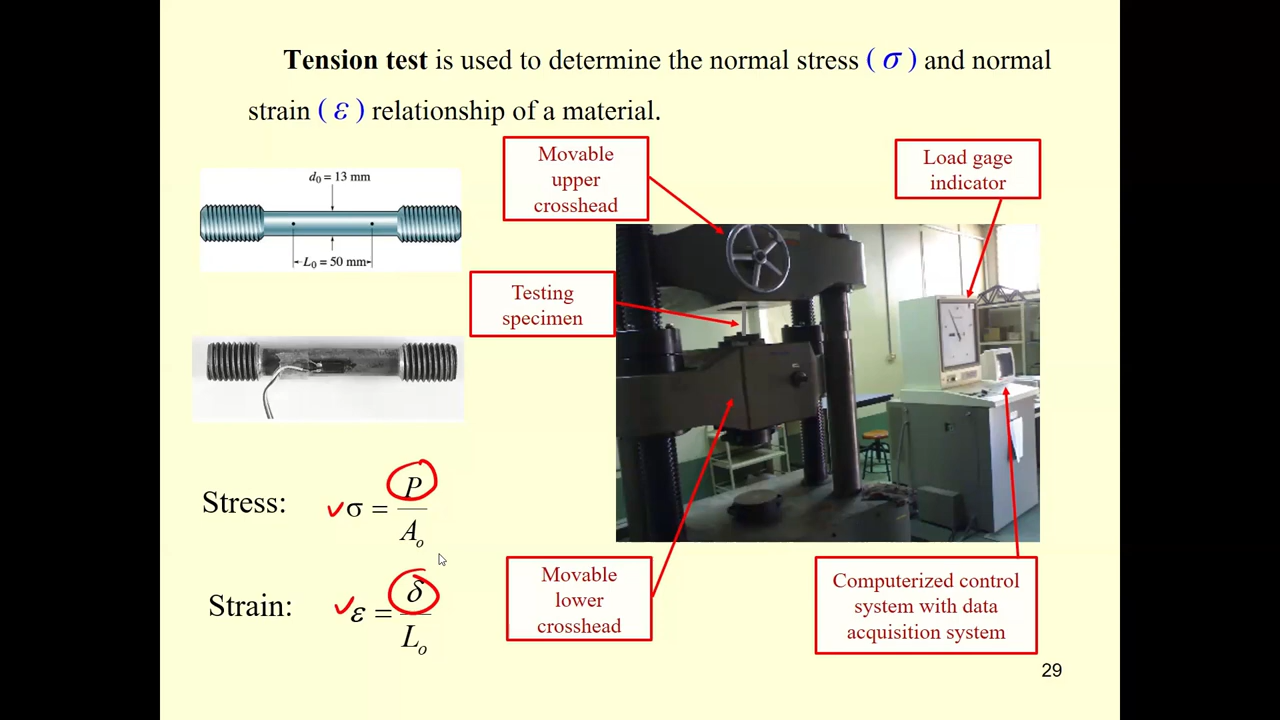 Tension test is used to determine the normal stress ( σ ) and normal
strain ( ε ) relationship of a material.
Movable
upper
crosshead
Load gage
indicator
d₀ = 13 mm
L₀ = 50 mm
Testing
specimen
Stress:
σ = P / Aₒ
Strain:
ε = δ / Lₒ
Movable
lower
crosshead
Computerized control
system with data
acquisition system
29